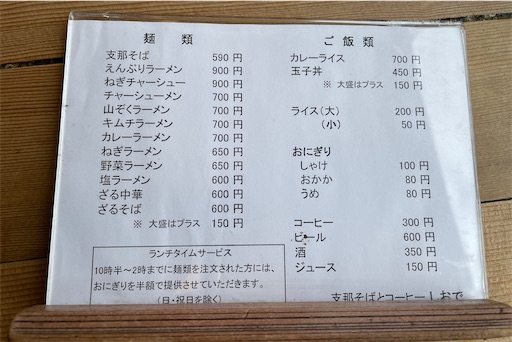 麺　類
支那そば　590 円
えんぶりラーメン　900 円
ねぎチャーシュー　900 円
チャーシューメン　700 円
山ぞくラーメン　700 円
キムチラーメン　700 円
カレーラーメン　700 円
ねぎラーメン　650 円
野菜ラーメン　650 円
塩ラーメン　600 円
ざる中華　600 円
ざるそば　600 円
※ 大盛はプラス　150 円
ランチタイムサービス
10時半～2時までに麺類を注文された方には、
おにぎりを半額で提供させていただきます。
（日・祝日を除く）
ご 飯 類
カレーライス　700 円
玉子丼　450 円
※ 大盛はプラス　150 円
ライス（大）　200 円
（小）　50 円
おにぎり
しゃけ　100 円
おかか　80 円
うめ　80 円
コーヒー　300 円
ビール　600 円
酒　350 円
ジュース　150 円
支那そばとコーヒー